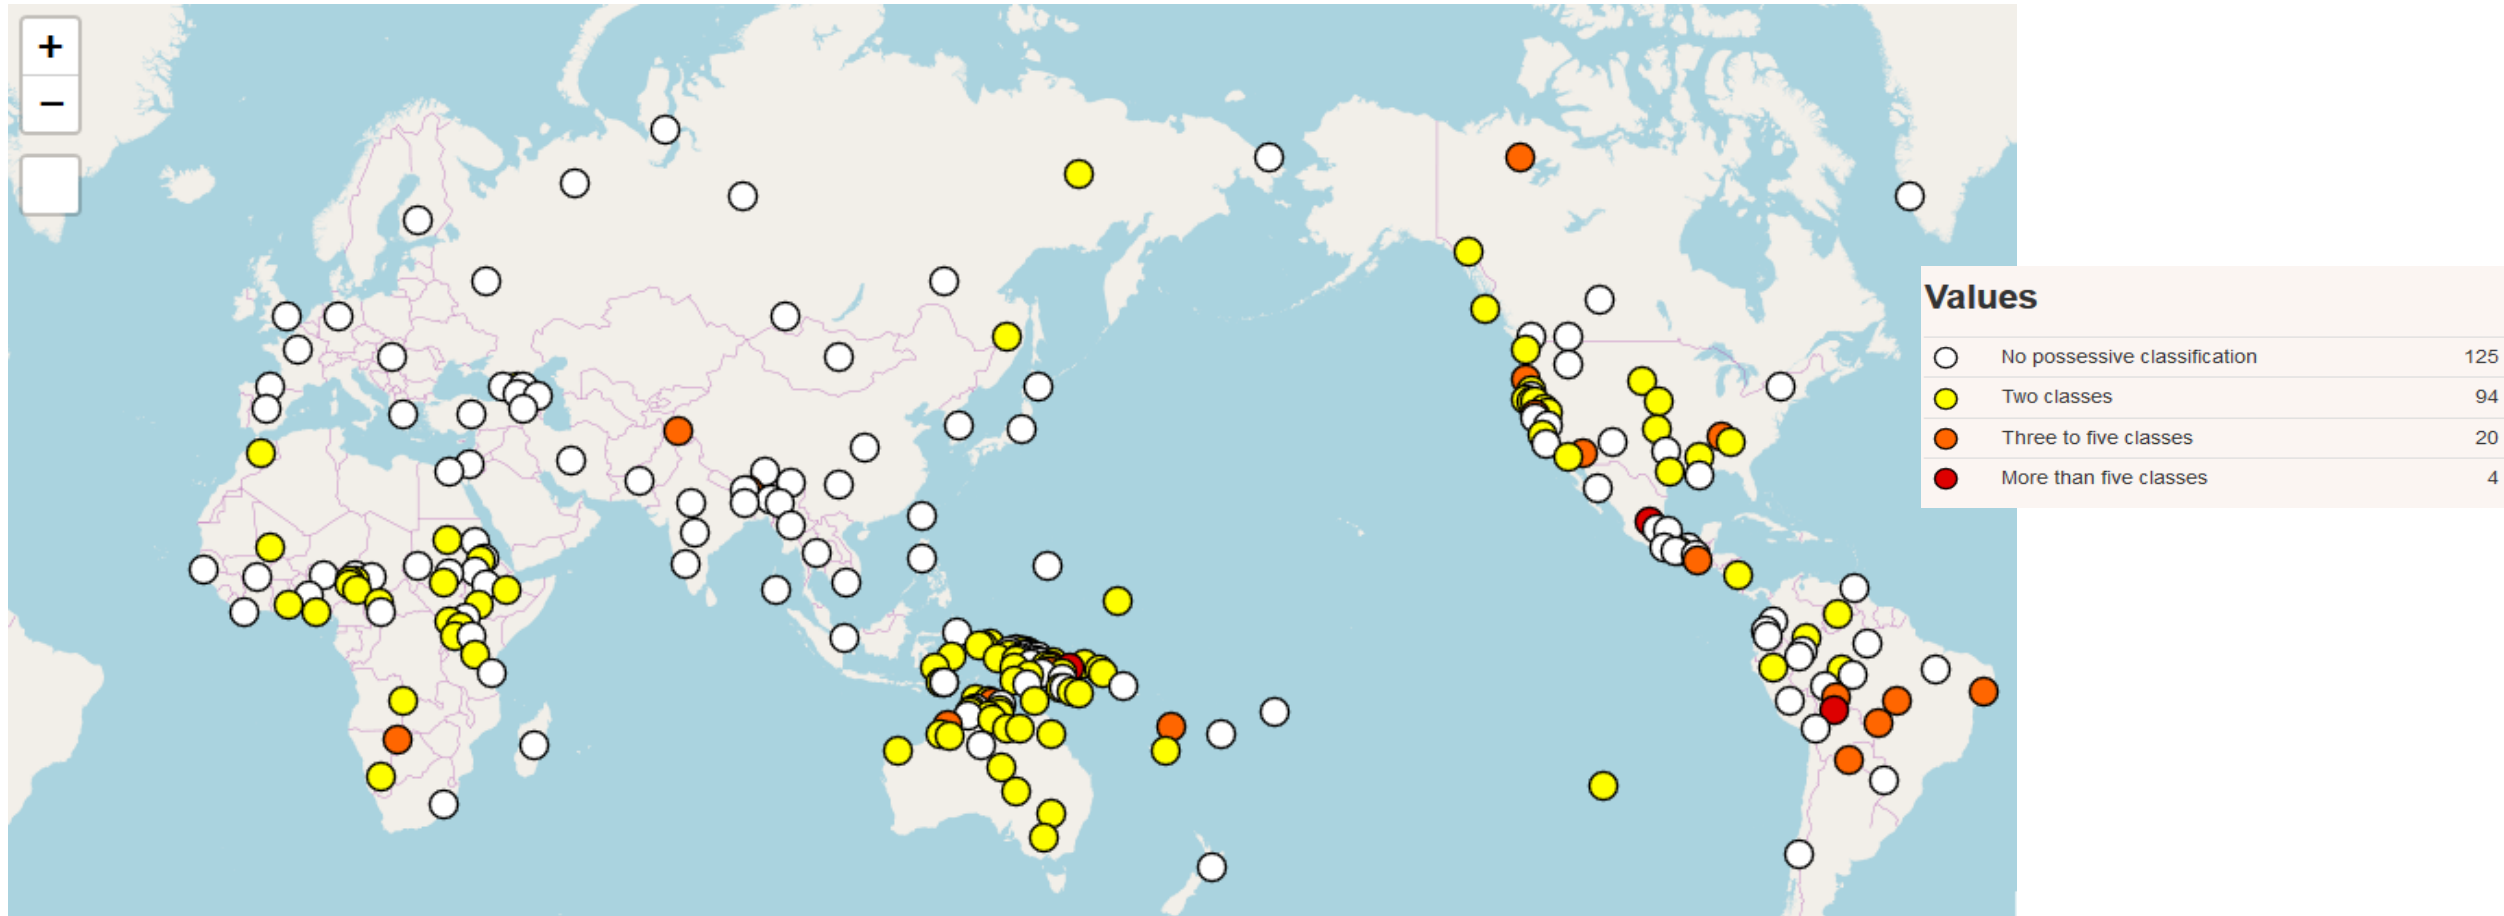 +
−
Values
No possessive classification 125
Two classes 94
Three to five classes 20
More than five classes 4